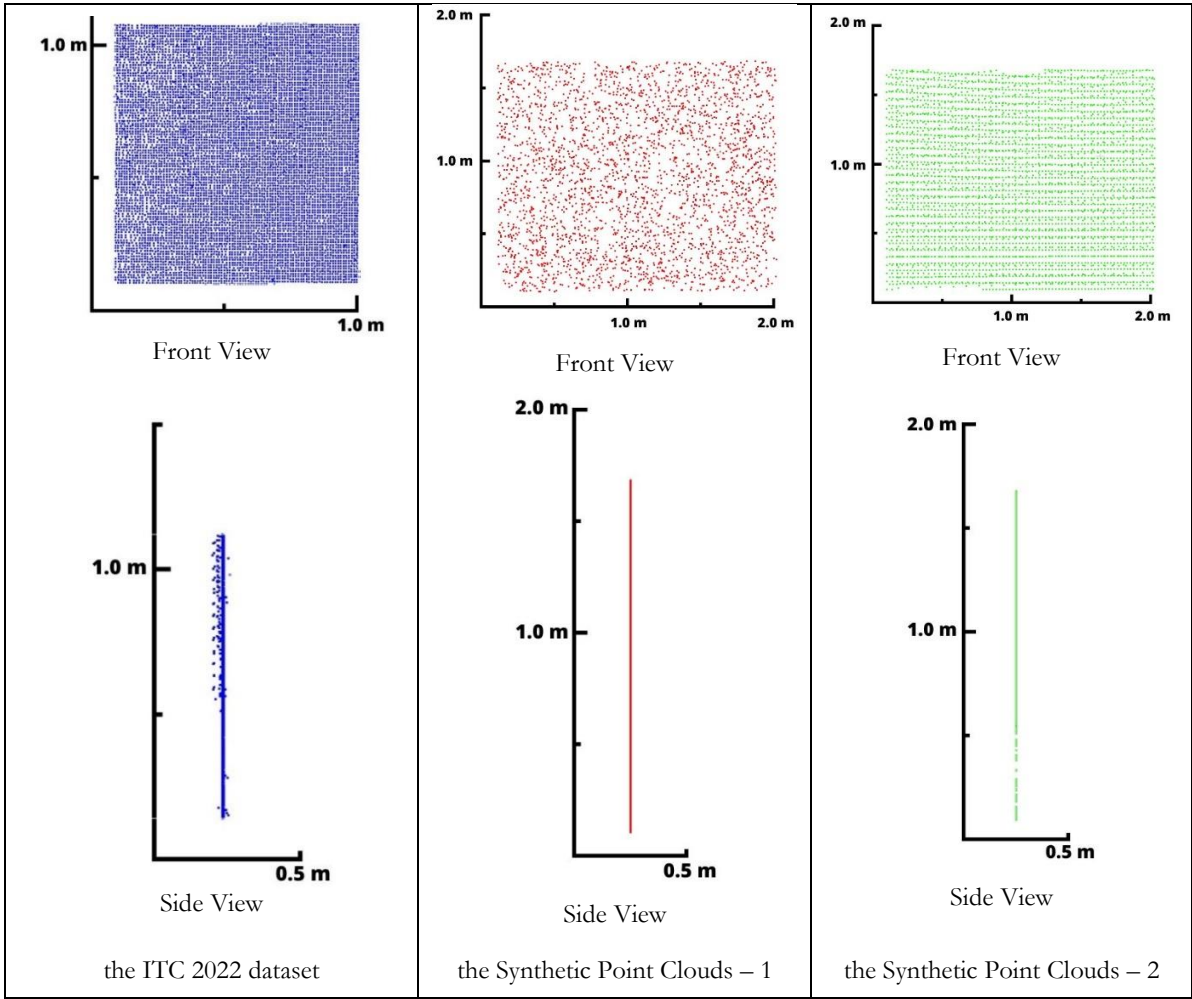 1.0 m
1.0 m
Front View
1.0 m
0.5 m
Side View
the ITC 2022 dataset
2.0 m
1.0 m
1.0 m
2.0 m
Front View
2.0 m
1.0 m
0.5 m
Side View
the Synthetic Point Clouds – 1
2.0 m
1.0 m
1.0 m
2.0 m
Front View
2.0 m
1.0 m
0.5 m
Side View
the Synthetic Point Clouds – 2